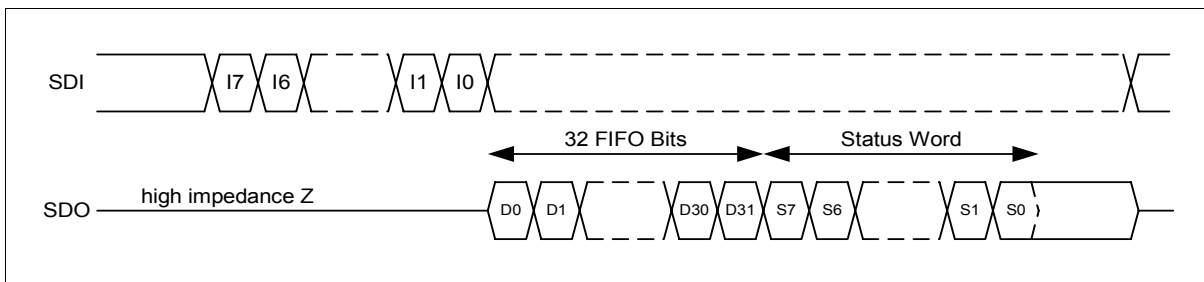 SDI I7 I6 I1 I0
32 FIFO Bits Status Word
high impedance Z
SDO D0 D1 D30 D31 S7 S6 S1 S0